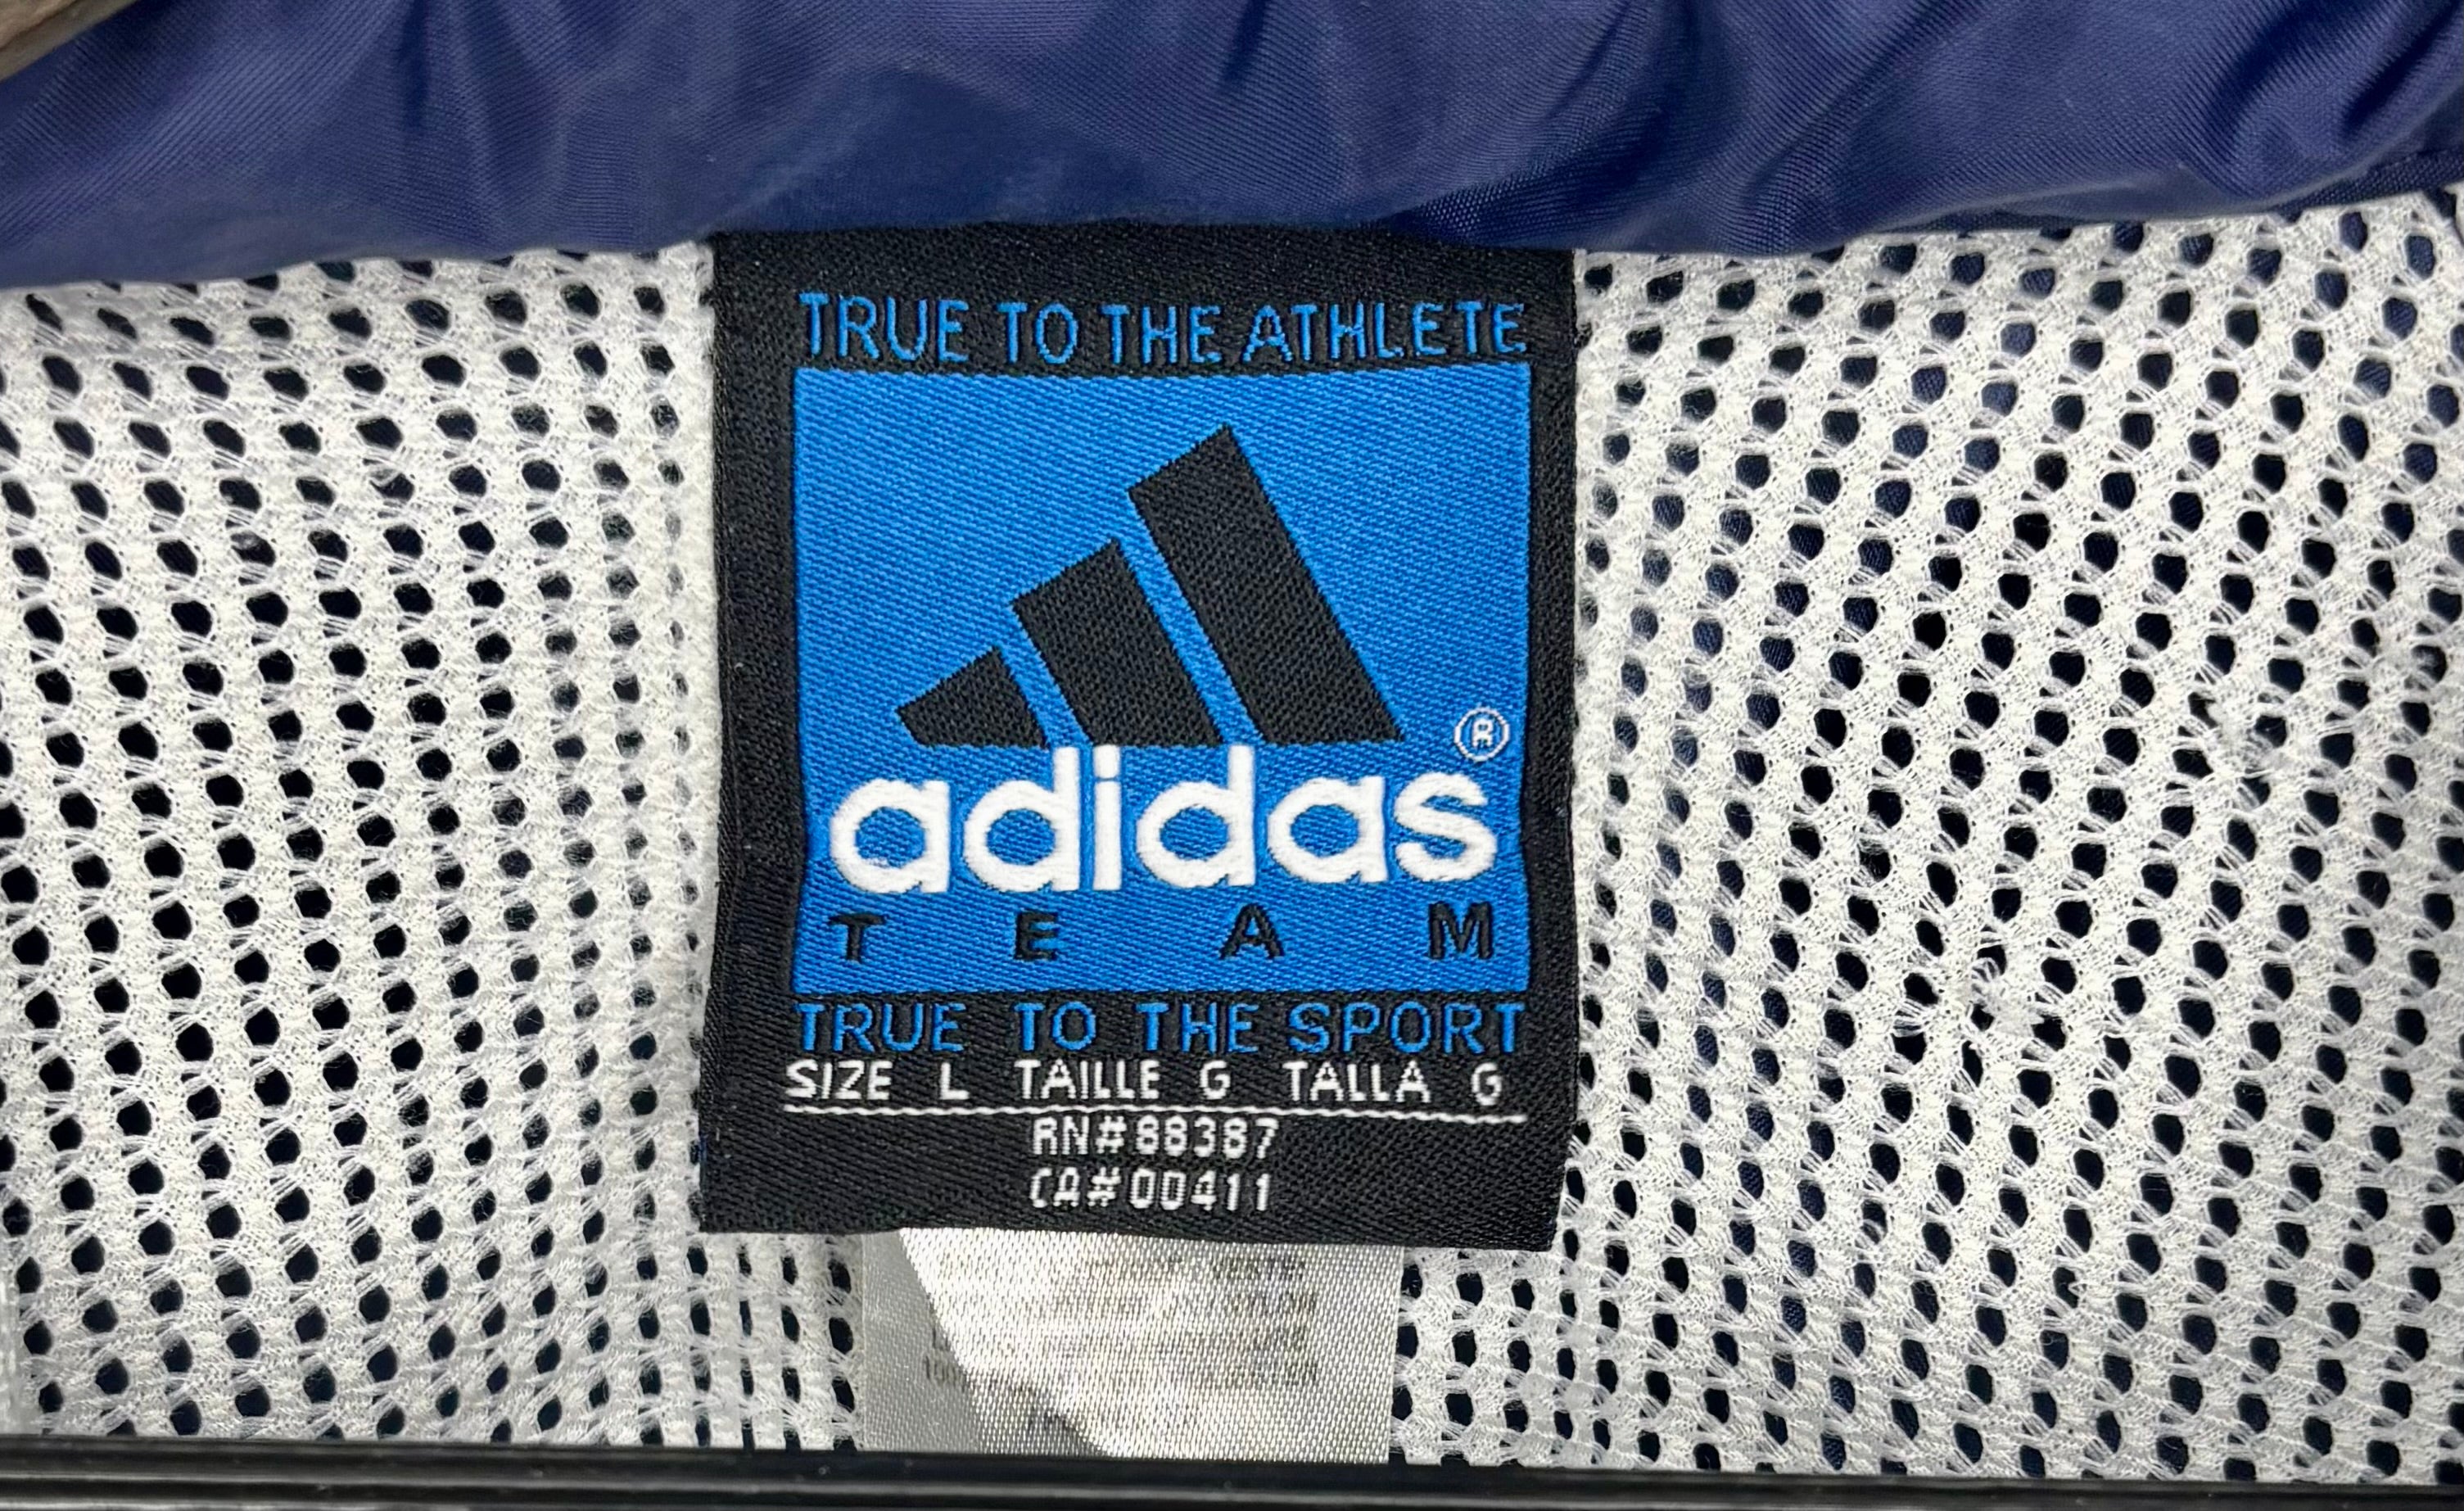 TRUE TO THE ATHLETE
adidas®
TEAM
TRUE TO THE SPORT
SIZE L TAILLE G TALLA G
RN#88387
CA#00411